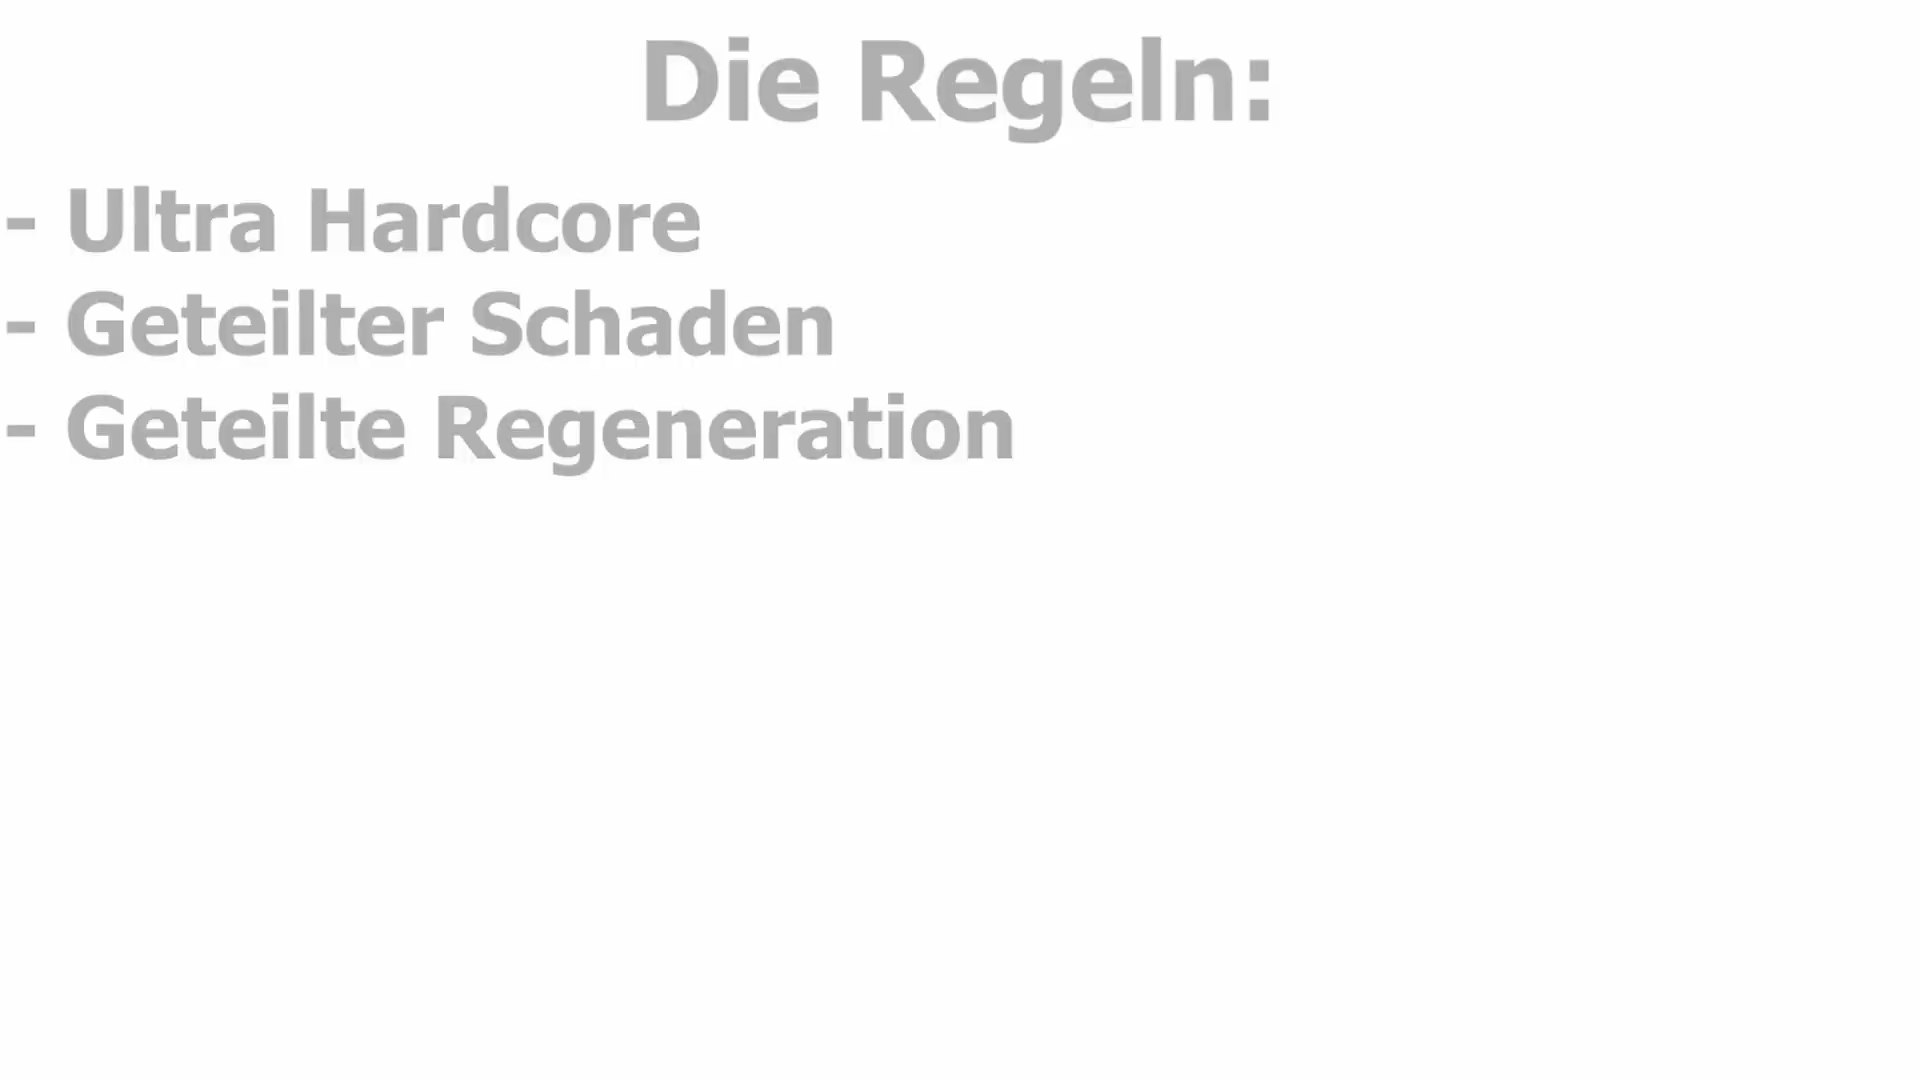 Die Regeln:
- Ultra Hardcore
- Geteilter Schaden
- Geteilte Regeneration